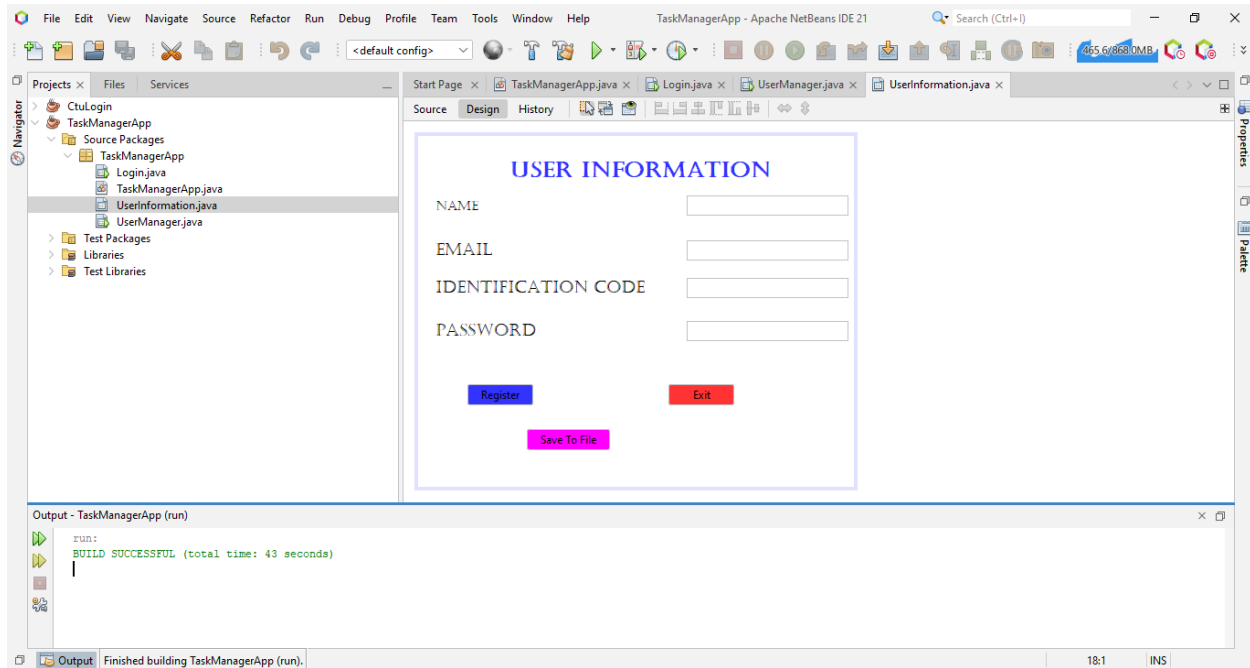 File Edit View Navigate Source Refactor Run Debug Profile Team Tools Window Help TaskManagerApp - Apache NetBeans IDE 21 Search (Ctrl+I)
<default config> 465.6/868.0MB
Projects Files Services
Start Page TaskManagerApp.java Login.java UserManager.java UserInformation.java
Source Design History
Navigator
CtuLogin
TaskManagerApp
Source Packages
TaskManagerApp
Login.java
TaskManagerApp.java
UserInformation.java
UserManager.java
Test Packages
Libraries
Test Libraries
USER INFORMATION
NAME
EMAIL
IDENTIFICATION CODE
PASSWORD
Register Exit
Save To File
Properties
Palette
Output - TaskManagerApp (run)
run:
BUILD SUCCESSFUL (total time: 43 seconds)
Output Finished building TaskManagerApp (run). 18:1 INS